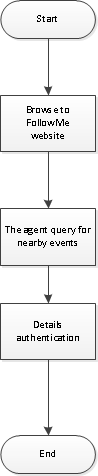 Start
Browse to
FollowMe
website
The agent query for
nearby events
Details
authentication
End